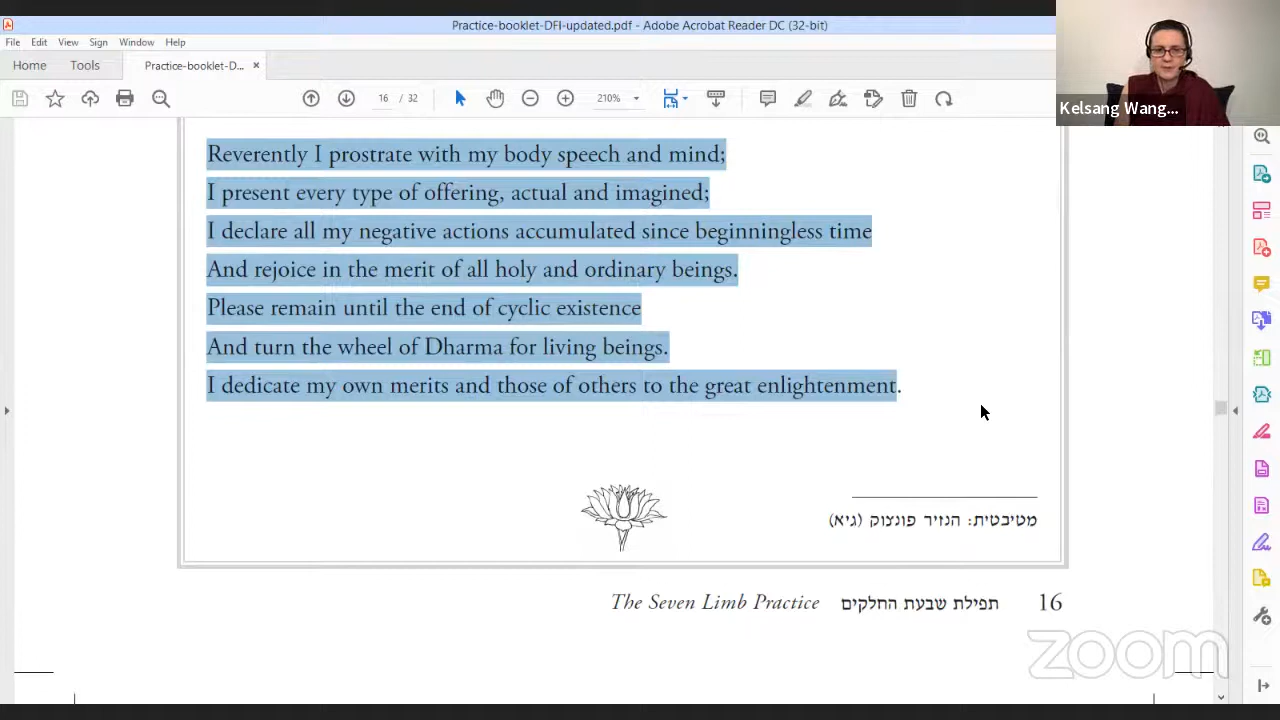 Practice-booklet-DFI-updated.pdf - Adobe Acrobat Reader DC (32-bit)
File Edit View Sign Window Help
Home Tools Practice-booklet-D... ×
16 / 32 210%
Kelsang Wang...
Reverently I prostrate with my body speech and mind;
I present every type of offering, actual and imagined;
I declare all my negative actions accumulated since beginningless time
And rejoice in the merit of all holy and ordinary beings.
Please remain until the end of cyclic existence
And turn the wheel of Dharma for living beings.
I dedicate my own merits and those of others to the great enlightenment.
מטיבטית: הנזיר פונצוק (גיא)
The Seven Limb Practice תפילת שבעת החלקים 16
zoom